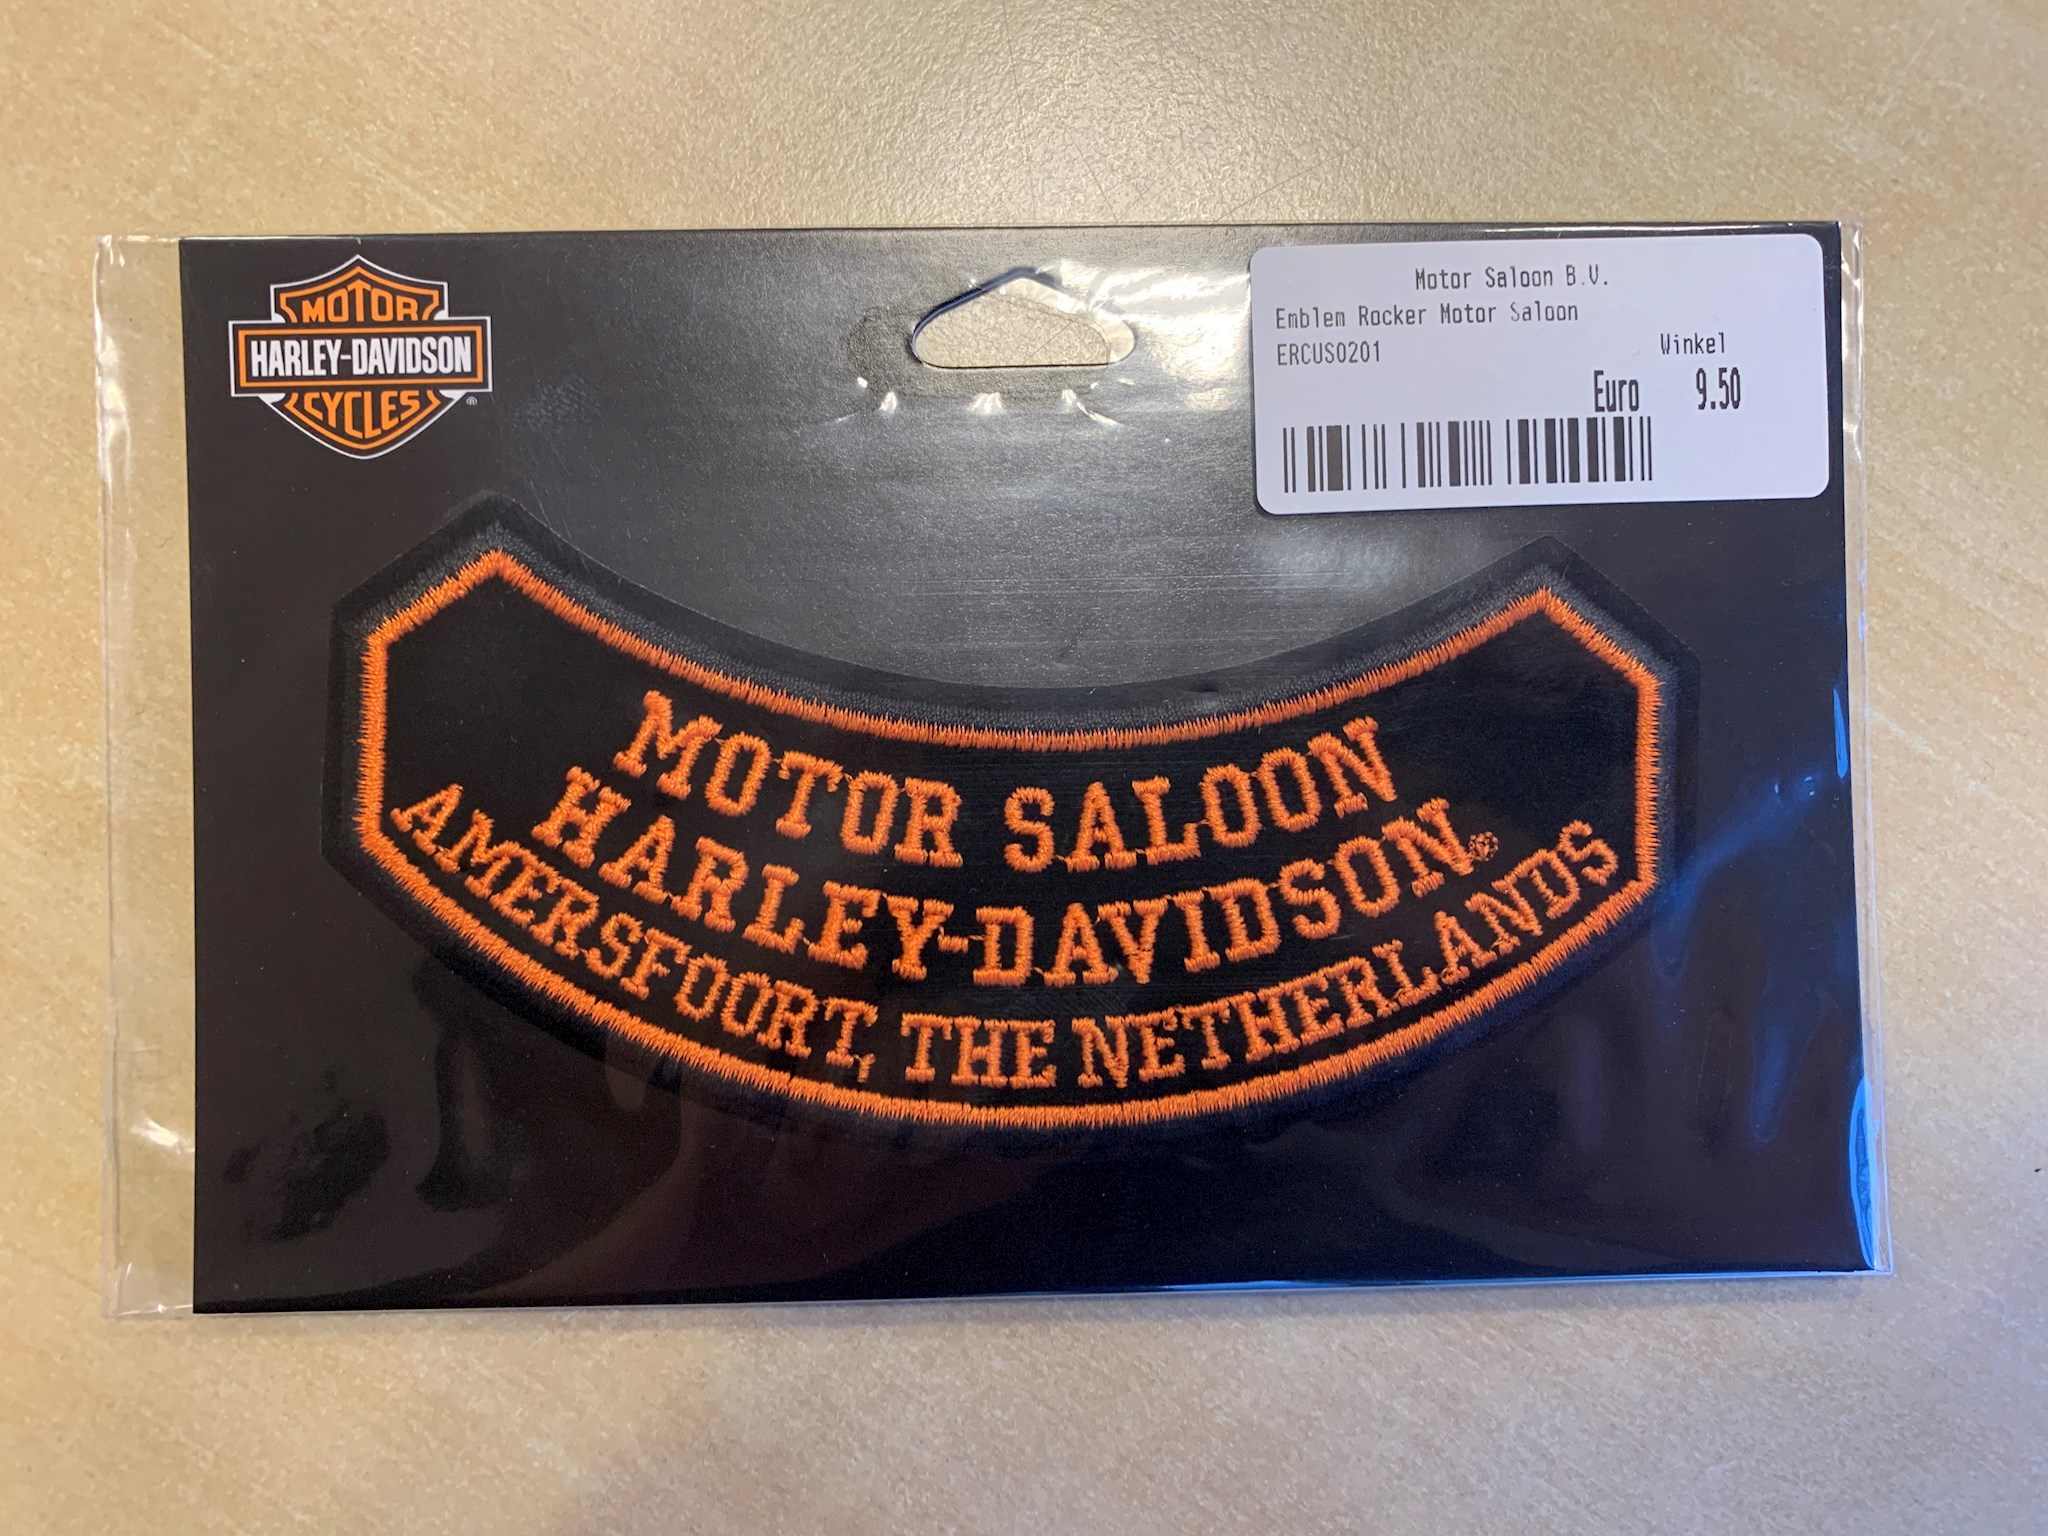 MOTOR
HARLEY-DAVIDSON
CYCLES®
Motor Saloon B.V.
Emblem Rocker Motor Saloon
ERCUS0201
Winkel
Euro 9.50
MOTOR SALOON
HARLEY-DAVIDSON®
AMERSFOORT, THE NETHERLANDS